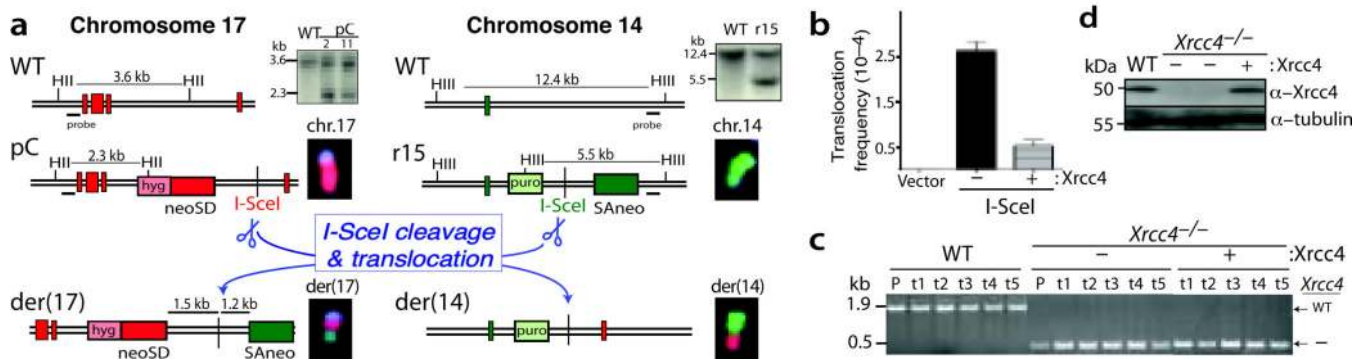 a
Chromosome 17
Chromosome 14
WT
HII
3.6 kb
HII
probe
kb
WT
pC
2
11
3.6
2.3
WT
HIII
12.4 kb
HIII
probe
WT r15
12.4
5.5
pC
HII
2.3 kb
HII
hyg
neoSD
I-SceI
chr.17
r15
HIII
puro
HIII
5.5 kb
HIII
I-SceI
SAneo
chr.14
I-SceI cleavage
& translocation
der(17)
1.5 kb
1.2 kb
hyg
neoSD
SAneo
der(17)
der(14)
puro
der(14)
b
Translocation
frequency (10–4)
2.5
1.5
0.5
Vector
–
+
:Xrcc4
I-SceI
d
Xrcc4–/–
kDa WT – – + :Xrcc4
50
α–Xrcc4
55
α–tubulin
c
Xrcc4–/–
WT
–
+
:Xrcc4
kb
P t1 t2 t3 t4 t5 P t1 t2 t3 t4 t5 t1 t2 t3 t4 t5 Xrcc4
1.9
← WT
0.5
← –